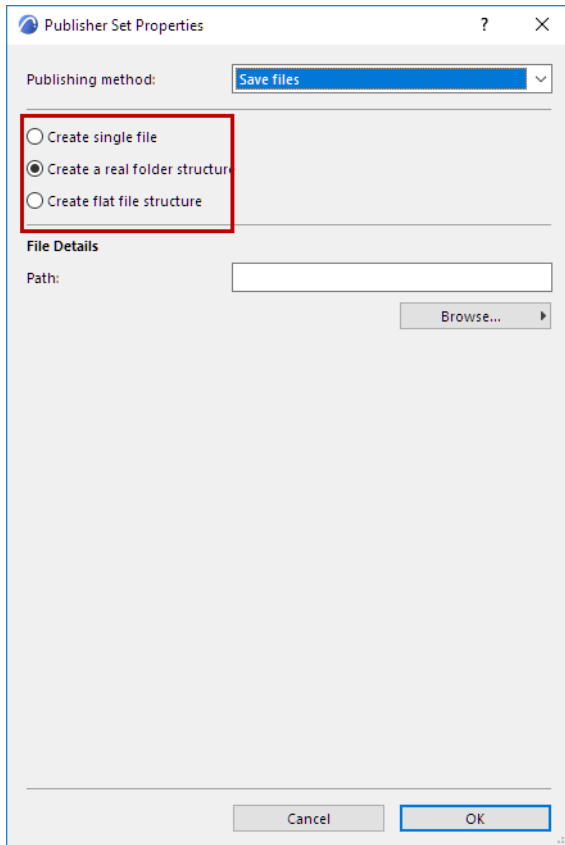 Publisher Set Properties ?
Publishing method: Save files
Create single file
Create a real folder structure
Create flat file structure
File Details
Path:
Browse...
Cancel OK